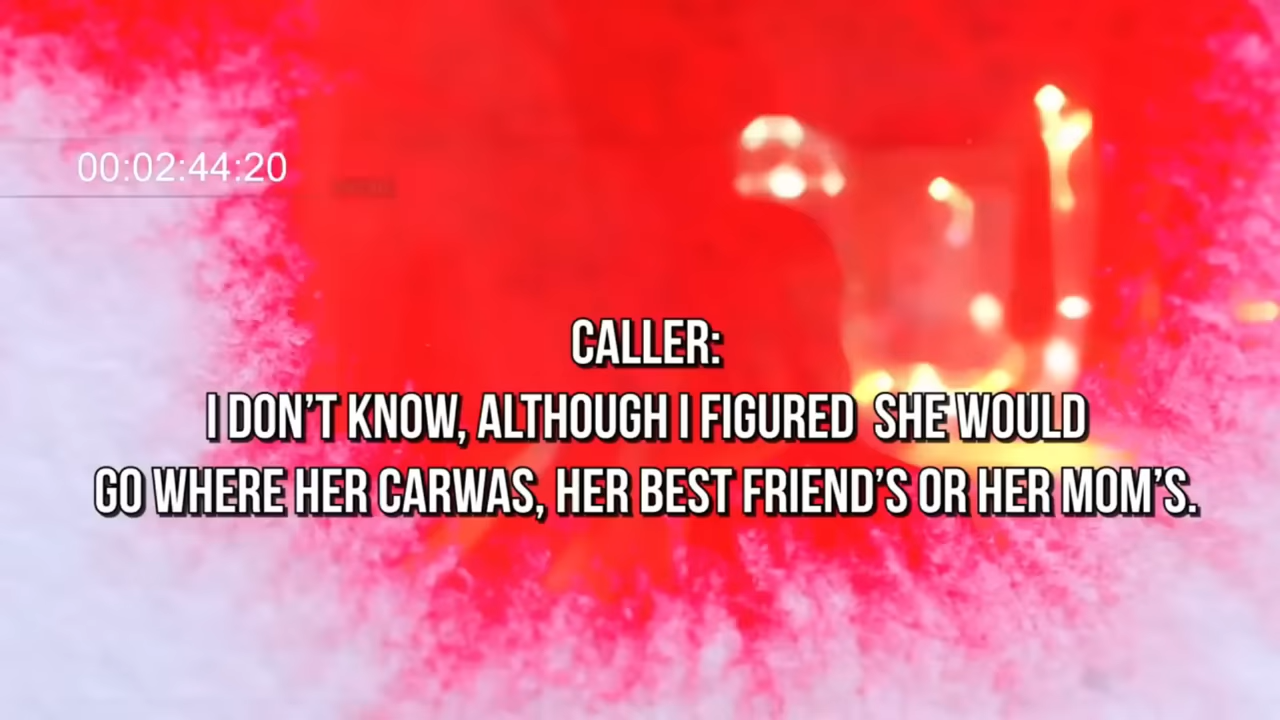 00:02:44:20
CALLER:
I DON'T KNOW, ALTHOUGH I FIGURED  SHE WOULD
GO WHERE HER CARWAS, HER BEST FRIEND'S OR HER MOM'S.